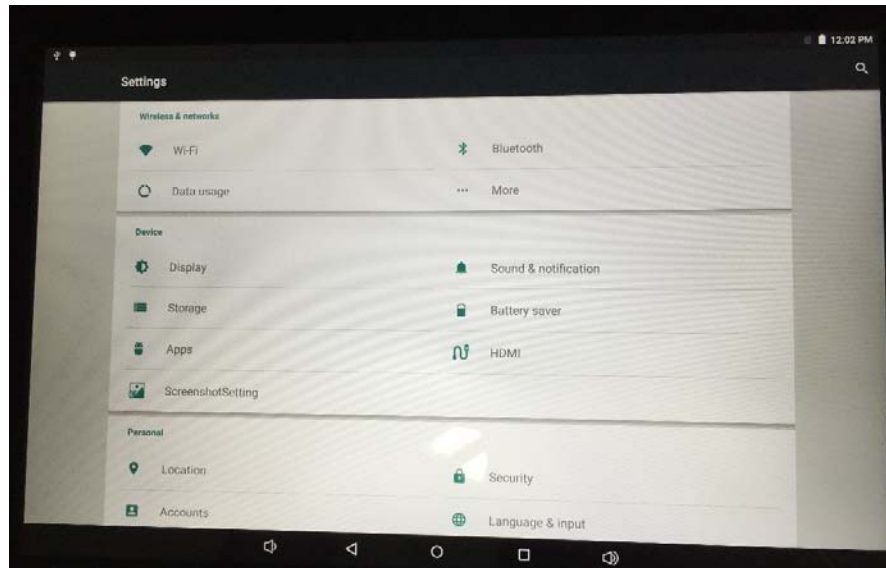 12:02 PM
Settings
Wireless & networks
Wi-Fi
Bluetooth
Data usage
More
Device
Display
Sound & notification
Storage
Battery saver
Apps
HDMI
ScreenshotSetting
Personal
Location
Security
Accounts
Language & input